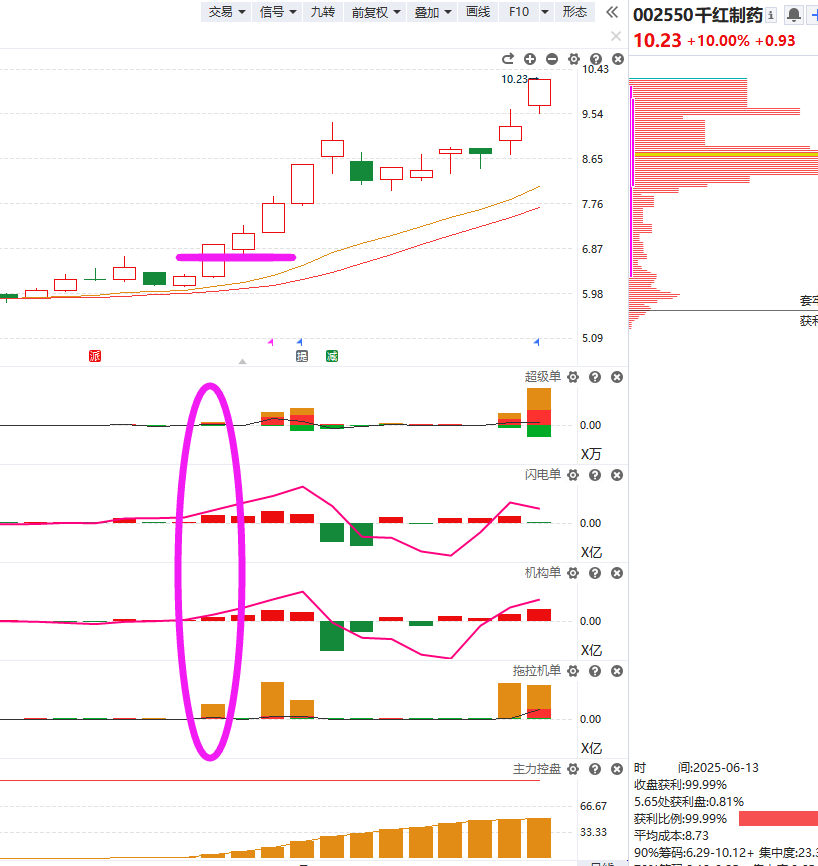 交易 信号 九转 前复权 叠加 画线 F10 形态
002550千红制药
10.23 +10.00% +0.93
10.43
10.23
9.54
8.65
7.76
6.87
5.98
5.09
派 提 减
套牢
获利
超级单
0.00
X万
闪电单
0.00
X亿
机构单
0.00
X亿
拖拉机单
0.00
X亿
主力控盘
66.67
33.33
时 间:2025-06-13
收盘获利:99.99%
5.65处获利盘:0.81%
获利比例:99.99%
平均成本:8.73
90%筹码:6.29-10.12+ 集中度:23.3